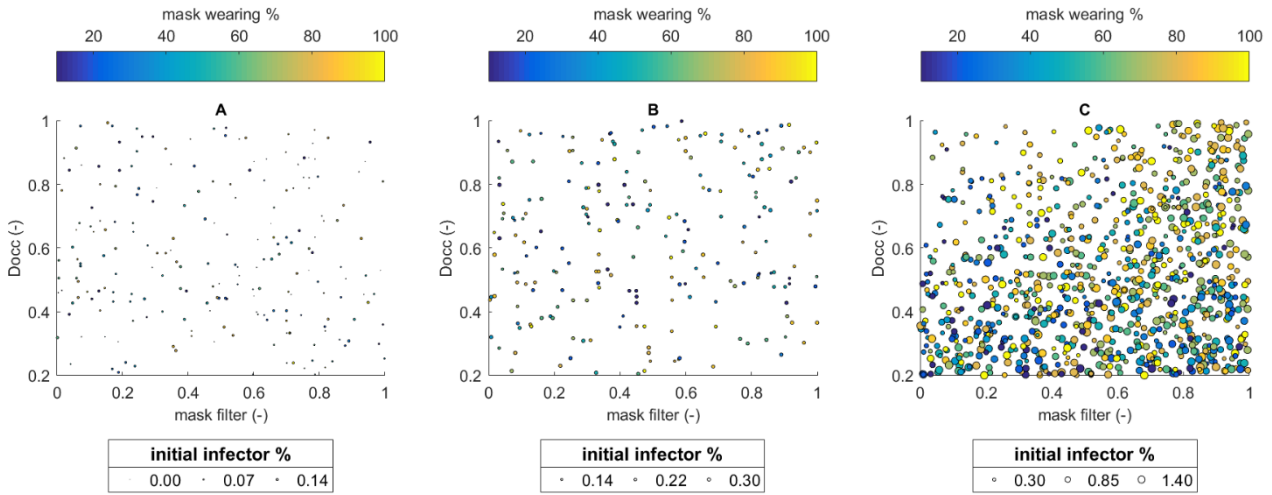 mask wearing %
20 40 60 80 100
A
1
0.8
0.6
0.4
0.2
Docc (-)
0 0.2 0.4 0.6 0.8 1
mask filter (-)
initial infector %
0.00 0.07 0.14
mask wearing %
20 40 60 80 100
B
1
0.8
0.6
0.4
0.2
Docc (-)
0 0.2 0.4 0.6 0.8 1
mask filter (-)
initial infector %
0.14 0.22 0.30
mask wearing %
20 40 60 80 100
C
1
0.8
0.6
0.4
0.2
Docc (-)
0 0.2 0.4 0.6 0.8 1
mask filter (-)
initial infector %
0.30 0.85 1.40